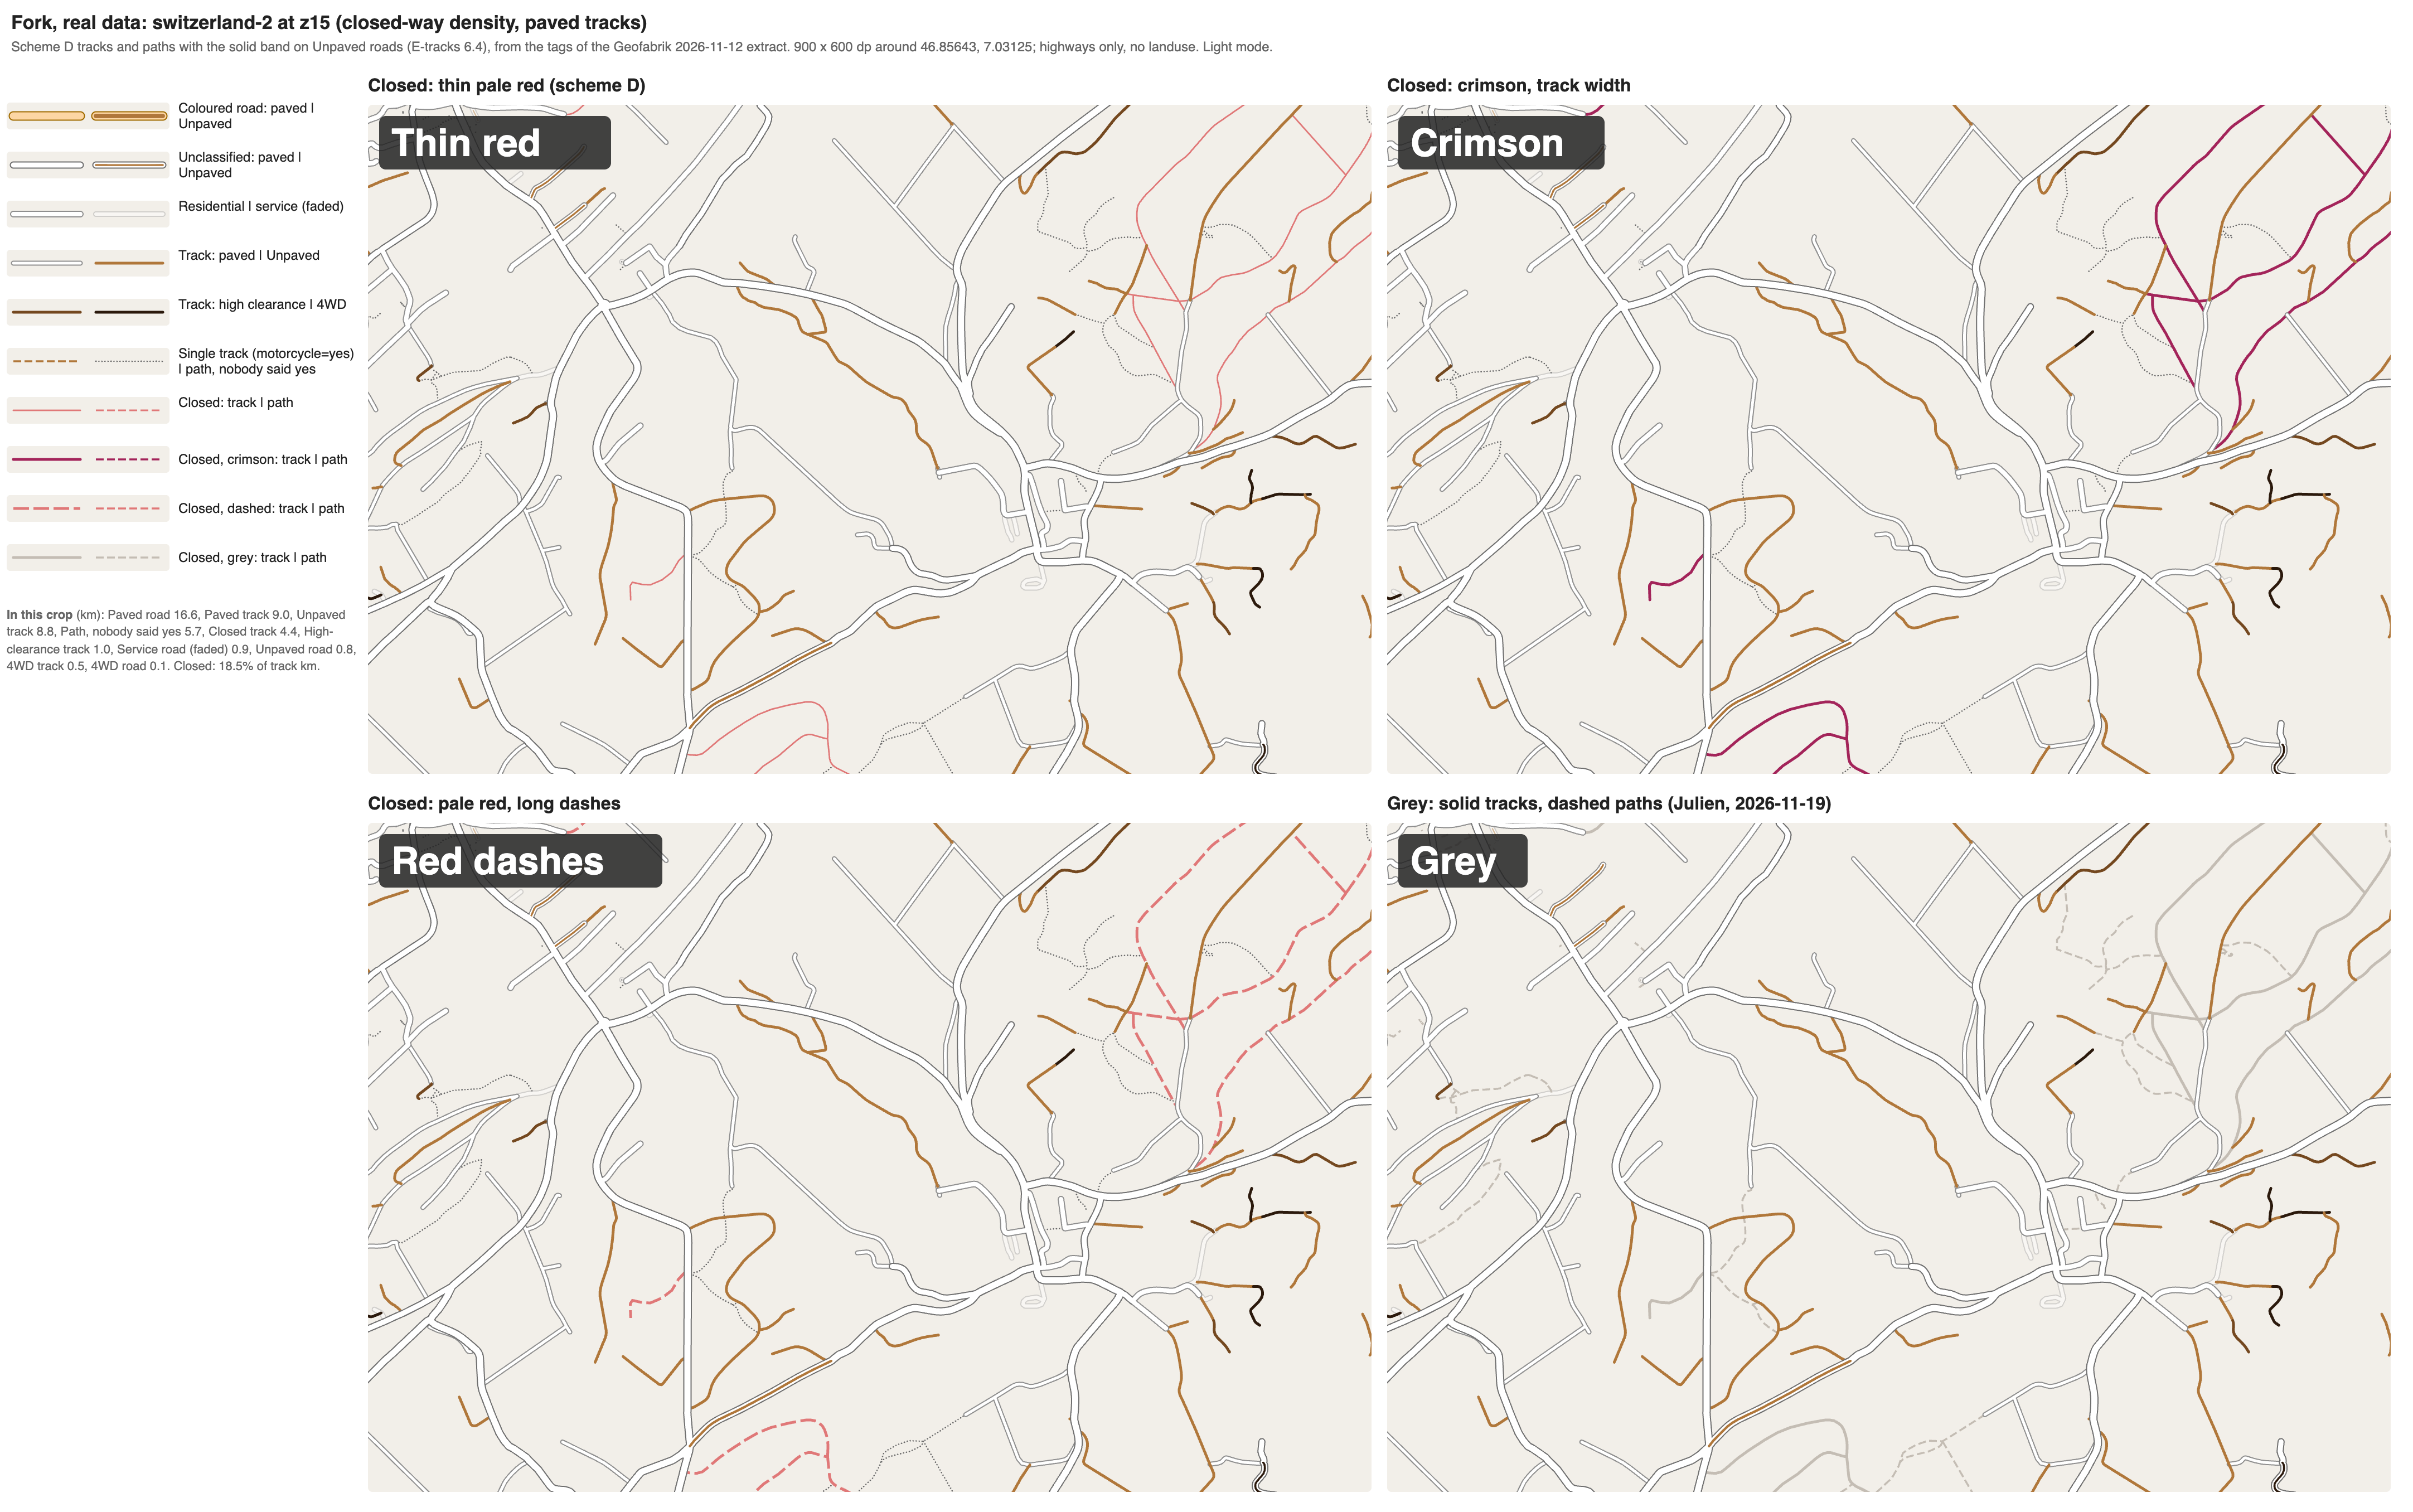 Fork, real data: switzerland-2 at z15 (closed-way density, paved tracks)
Scheme D tracks and paths with the solid band on Unpaved roads (E-tracks 6.4), from the tags of the Geofabrik 2026-11-12 extract. 900 x 600 dp around 46.85643, 7.03125; highways only, no landuse. Light mode.
Coloured road: paved |
Unpaved
Unclassified: paved |
Unpaved
Residential | service (faded)
Track: paved | Unpaved
Track: high clearance | 4WD
Single track (motorcycle=yes)
| path, nobody said yes
Closed: track | path
Closed, crimson: track | path
Closed, dashed: track | path
Closed, grey: track | path
In this crop (km): Paved road 16.6, Paved track 9.0, Unpaved
track 8.8, Path, nobody said yes 5.7, Closed track 4.4, High-
clearance track 1.0, Service road (faded) 0.9, Unpaved road 0.8,
4WD track 0.5, 4WD road 0.1. Closed: 18.5% of track km.
Closed: thin pale red (scheme D)
Thin red
Closed: crimson, track width
Crimson
Closed: pale red, long dashes
Red dashes
Grey: solid tracks, dashed paths (Julien, 2026-11-19)
Grey